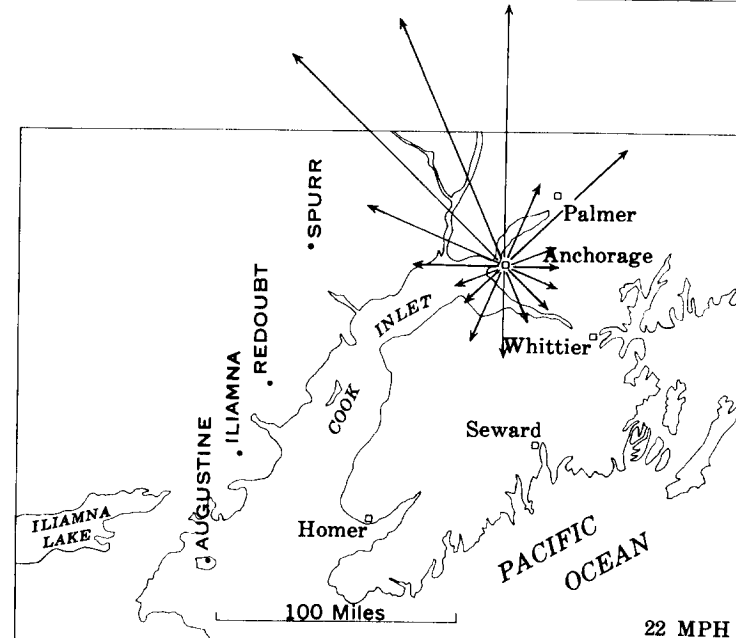 SPURR
Palmer
Anchorage
REDOUBT
INLET
Whittier
ILIAMNA
COOK
Seward
AUGUSTINE
ILIAMNA
LAKE
Homer
PACIFIC
OCEAN
100 Miles
22 MPH